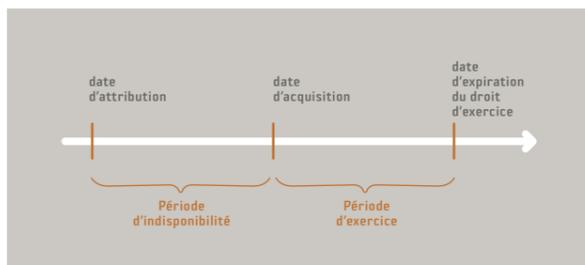 date
d'attribution
date
d'acquisition
date
d'expiration
du droit
d'exercice
Période
d'indisponibilité
Période
d'exercice